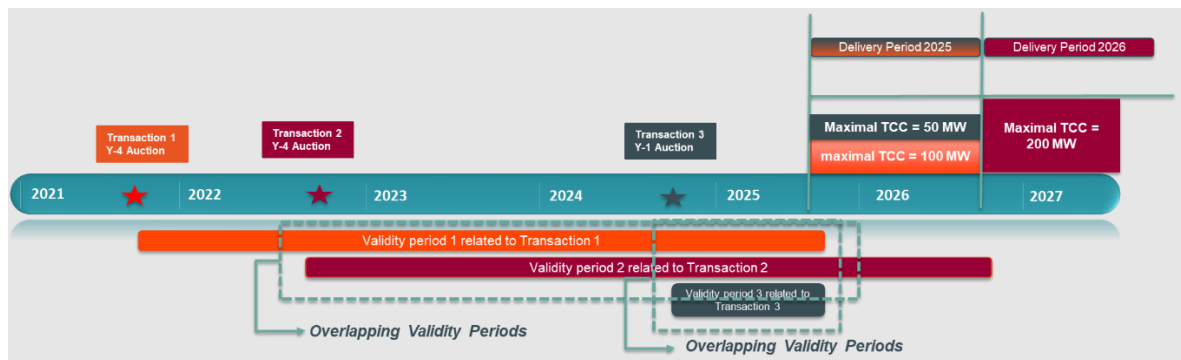 Delivery Period 2025
Delivery Period 2026
Transaction 1
Y-4 Auction
Transaction 2
Y-4 Auction
Transaction 3
Y-1 Auction
Maximal TCC = 50 MW
maximal TCC = 100 MW
Maximal TCC =
200 MW
2021
2022
2023
2024
2025
2026
2027
Validity period 1 related to Transaction 1
Validity period 2 related to Transaction 2
Validity period 3 related to
Transaction 3
Overlapping Validity Periods
Overlapping Validity Periods